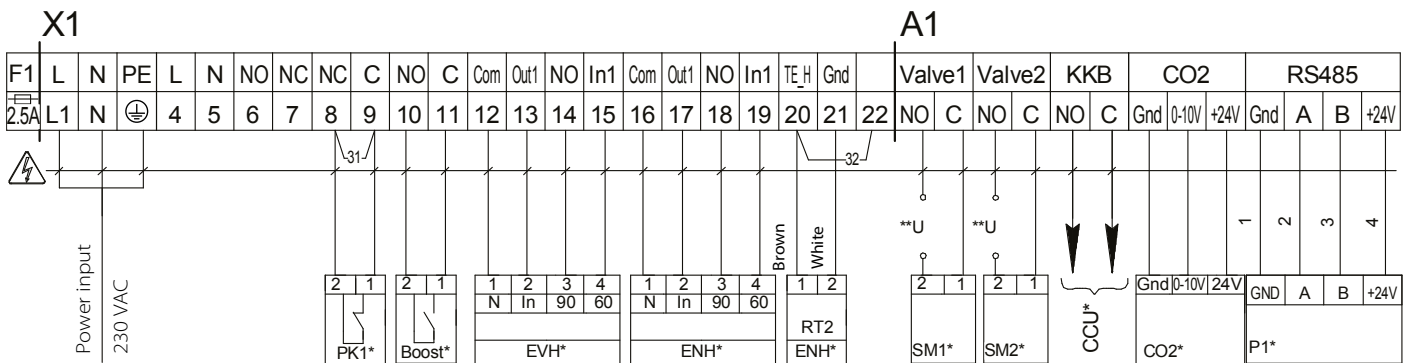 X1 A1
F1 L N PE L N NO NC NC C NO C Com Out1 NO In1 Com Out1 NO In1 TE_H Gnd Valve1 Valve2 KKB CO2 RS485
2.5A L1 N 4 5 6 7 8 9 10 11 12 13 14 15 16 17 18 19 20 21 22 NO C NO C NO C Gnd 0-10V +24V Gnd A B +24V
31 32
**U **U 1 2 3 4
Brown White
Power input
230 VAC
2 1 2 1 1 2 3 4 1 2 3 4 1 2 2 1 2 1 Gnd 0-10V 24V GND A B +24V
N In 90 60 N In 90 60
RT2
CCU*
PK1* Boost* EVH* ENH* ENH* SM1* SM2* CO2* P1*